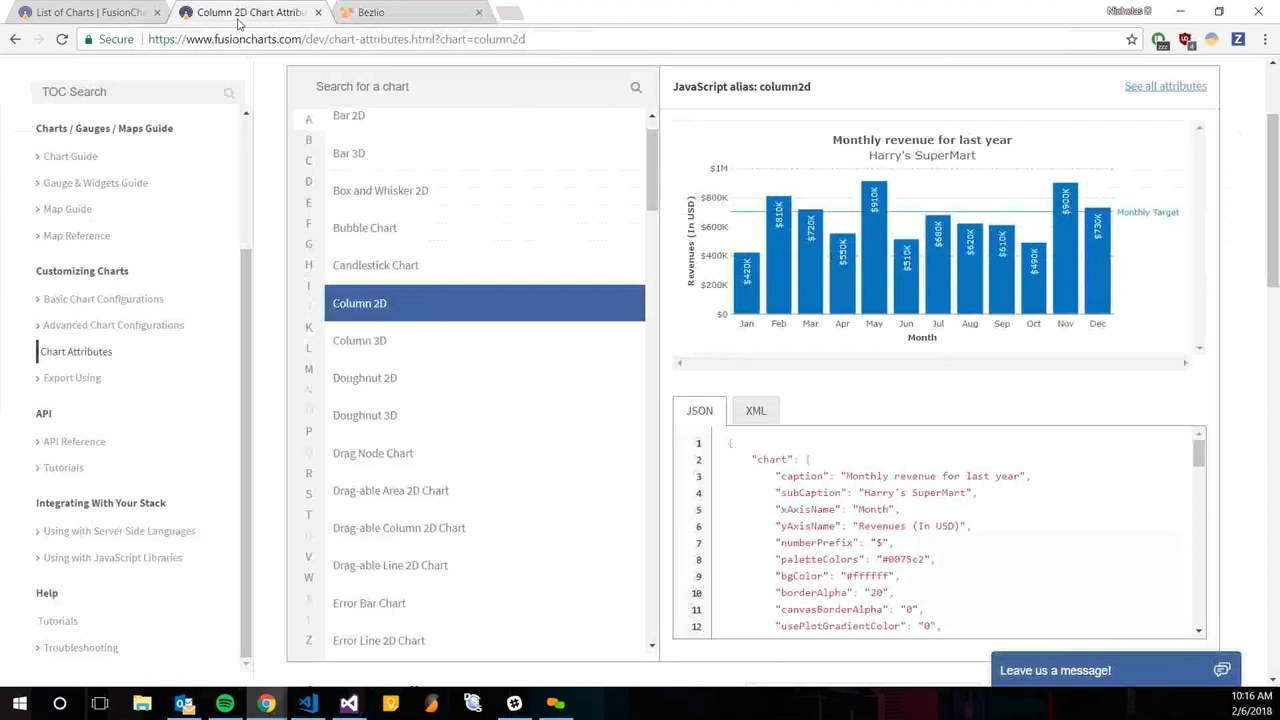 List of Charts | FusionCha
Column 2D Chart Attribu
Bezlio
Nicholas B
Secure
https://www.fusioncharts.com/dev/chart-attributes.html?chart=column2d
TOC Search
Charts / Gauges / Maps Guide
Chart Guide
Gauge & Widgets Guide
Map Guide
Map Reference
Customizing Charts
Basic Chart Configurations
Advanced Chart Configurations
Chart Attributes
Export Using
API
API Reference
Tutorials
Integrating With Your Stack
Using with Server Side Languages
Using with JavaScript Libraries
Help
Tutorials
Troubleshooting
Search for a chart
A
B
C
D
E
F
G
H
I
K
L
M
P
R
S
T
V
W
Z
Bar 2D
Bar 3D
Box and Whisker 2D
Bubble Chart
Candlestick Chart
Column 2D
Column 3D
Doughnut 2D
Doughnut 3D
Drag Node Chart
Drag-able Area 2D Chart
Drag-able Column 2D Chart
Drag-able Line 2D Chart
Error Bar Chart
Error Line 2D Chart
JavaScript alias: column2d
See all attributes
Monthly revenue for last year
Harry's SuperMart
Revenues (In USD)
$1M
$800K
$600K
$400K
$200K
$0
$420K
$810K
$720K
$550K
$910K
$510K
$680K
$620K
$610K
$490K
$900K
$730K
Monthly Target
Jan Feb Mar Apr May Jun Jul Aug Sep Oct Nov Dec
Month
JSON
XML
1 {
2 "chart": {
3 "caption": "Monthly revenue for last year",
4 "subCaption": "Harry's SuperMart",
5 "xAxisName": "Month",
6 "yAxisName": "Revenues (In USD)",
7 "numberPrefix": "$",
8 "paletteColors": "#0075c2",
9 "bgColor": "#ffffff",
10 "borderAlpha": "20",
11 "canvasBorderAlpha": "0",
12 "usePlotGradientColor": "0",
Leave us a message!
10:16 AM
2/6/2018